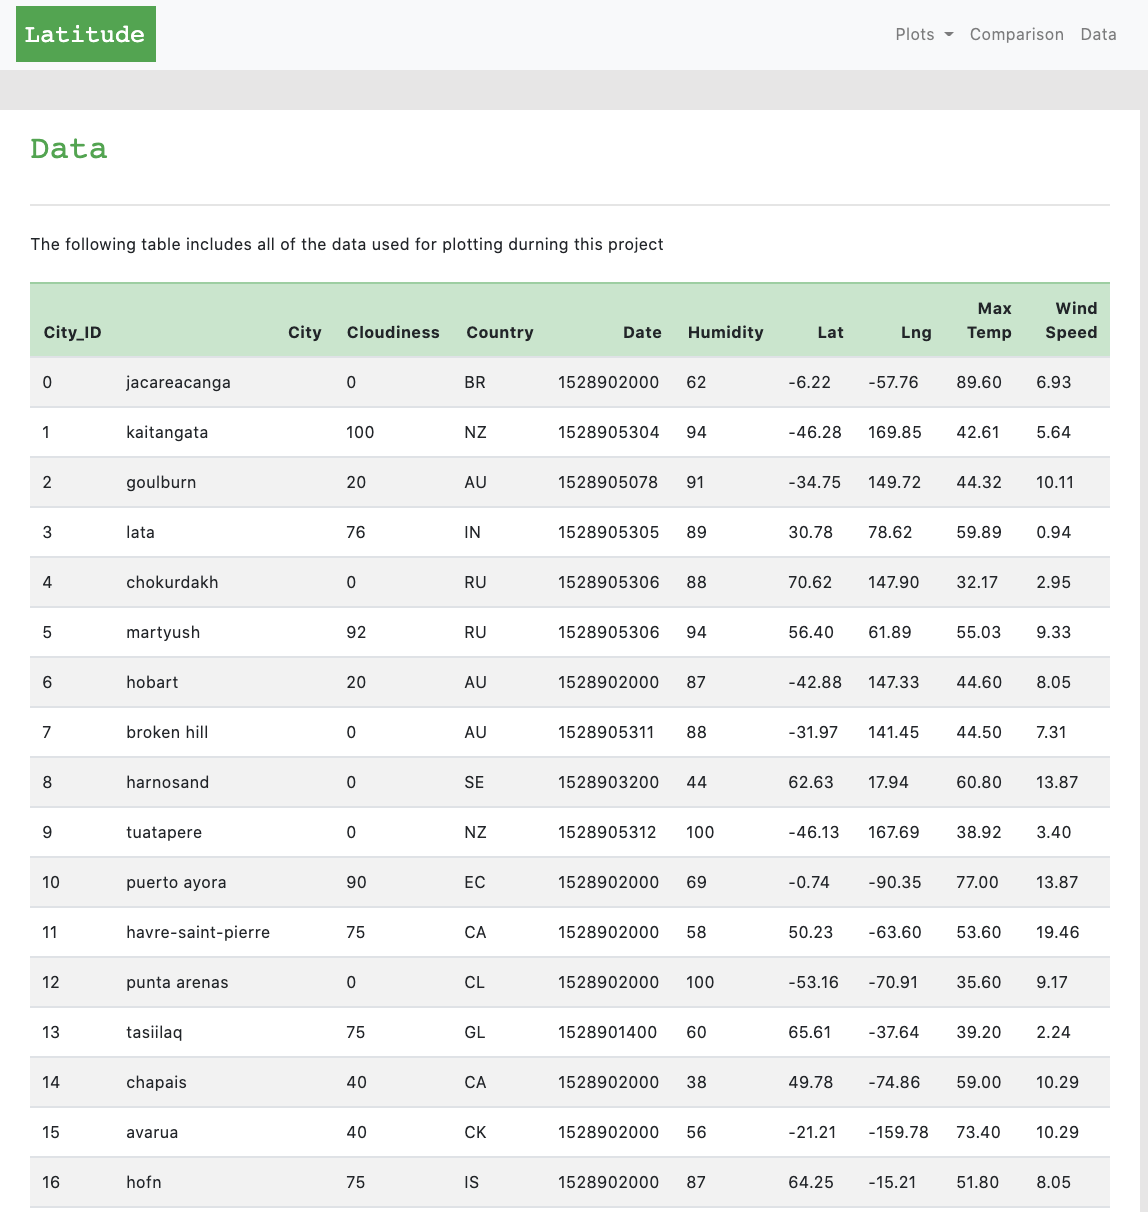 Latitude
Plots Comparison Data
Data
The following table includes all of the data used for plotting durning this project
City_ID City Cloudiness Country Date Humidity Lat Lng Max Temp Wind Speed
0 jacareacanga 0 BR 1528902000 62 -6.22 -57.76 89.60 6.93
1 kaitangata 100 NZ 1528905304 94 -46.28 169.85 42.61 5.64
2 goulburn 20 AU 1528905078 91 -34.75 149.72 44.32 10.11
3 lata 76 IN 1528905305 89 30.78 78.62 59.89 0.94
4 chokurdakh 0 RU 1528905306 88 70.62 147.90 32.17 2.95
5 martyush 92 RU 1528905306 94 56.40 61.89 55.03 9.33
6 hobart 20 AU 1528902000 87 -42.88 147.33 44.60 8.05
7 broken hill 0 AU 1528905311 88 -31.97 141.45 44.50 7.31
8 harnosand 0 SE 1528903200 44 62.63 17.94 60.80 13.87
9 tuatapere 0 NZ 1528905312 100 -46.13 167.69 38.92 3.40
10 puerto ayora 90 EC 1528902000 69 -0.74 -90.35 77.00 13.87
11 havre-saint-pierre 75 CA 1528902000 58 50.23 -63.60 53.60 19.46
12 punta arenas 0 CL 1528902000 100 -53.16 -70.91 35.60 9.17
13 tasiilaq 75 GL 1528901400 60 65.61 -37.64 39.20 2.24
14 chapais 40 CA 1528902000 38 49.78 -74.86 59.00 10.29
15 avarua 40 CK 1528902000 56 -21.21 -159.78 73.40 10.29
16 hofn 75 IS 1528902000 87 64.25 -15.21 51.80 8.05